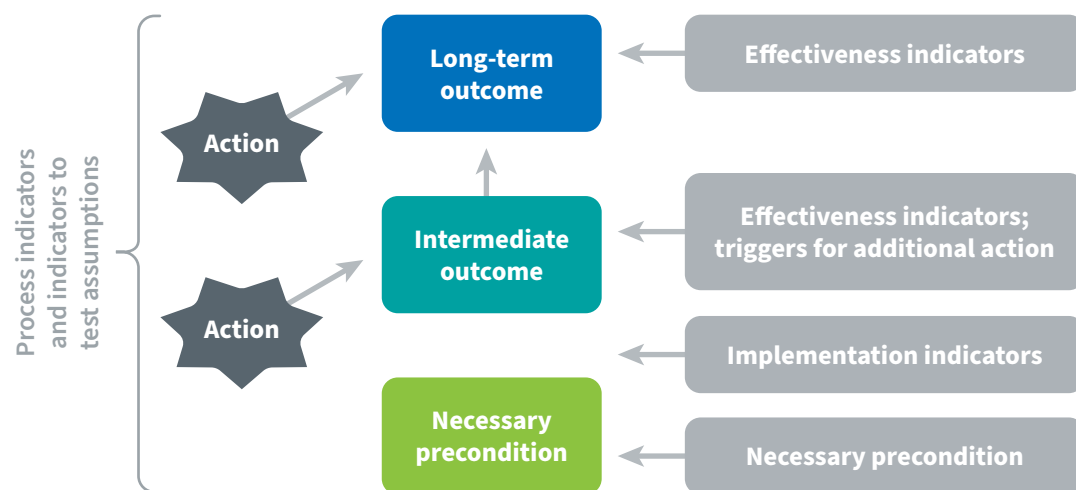 Process indicators
and indicators to
test assumptions
Long-term
outcome
Effectiveness indicators
Action
Intermediate
outcome
Effectiveness indicators;
triggers for additional action
Action
Implementation indicators
Necessary
precondition
Necessary precondition